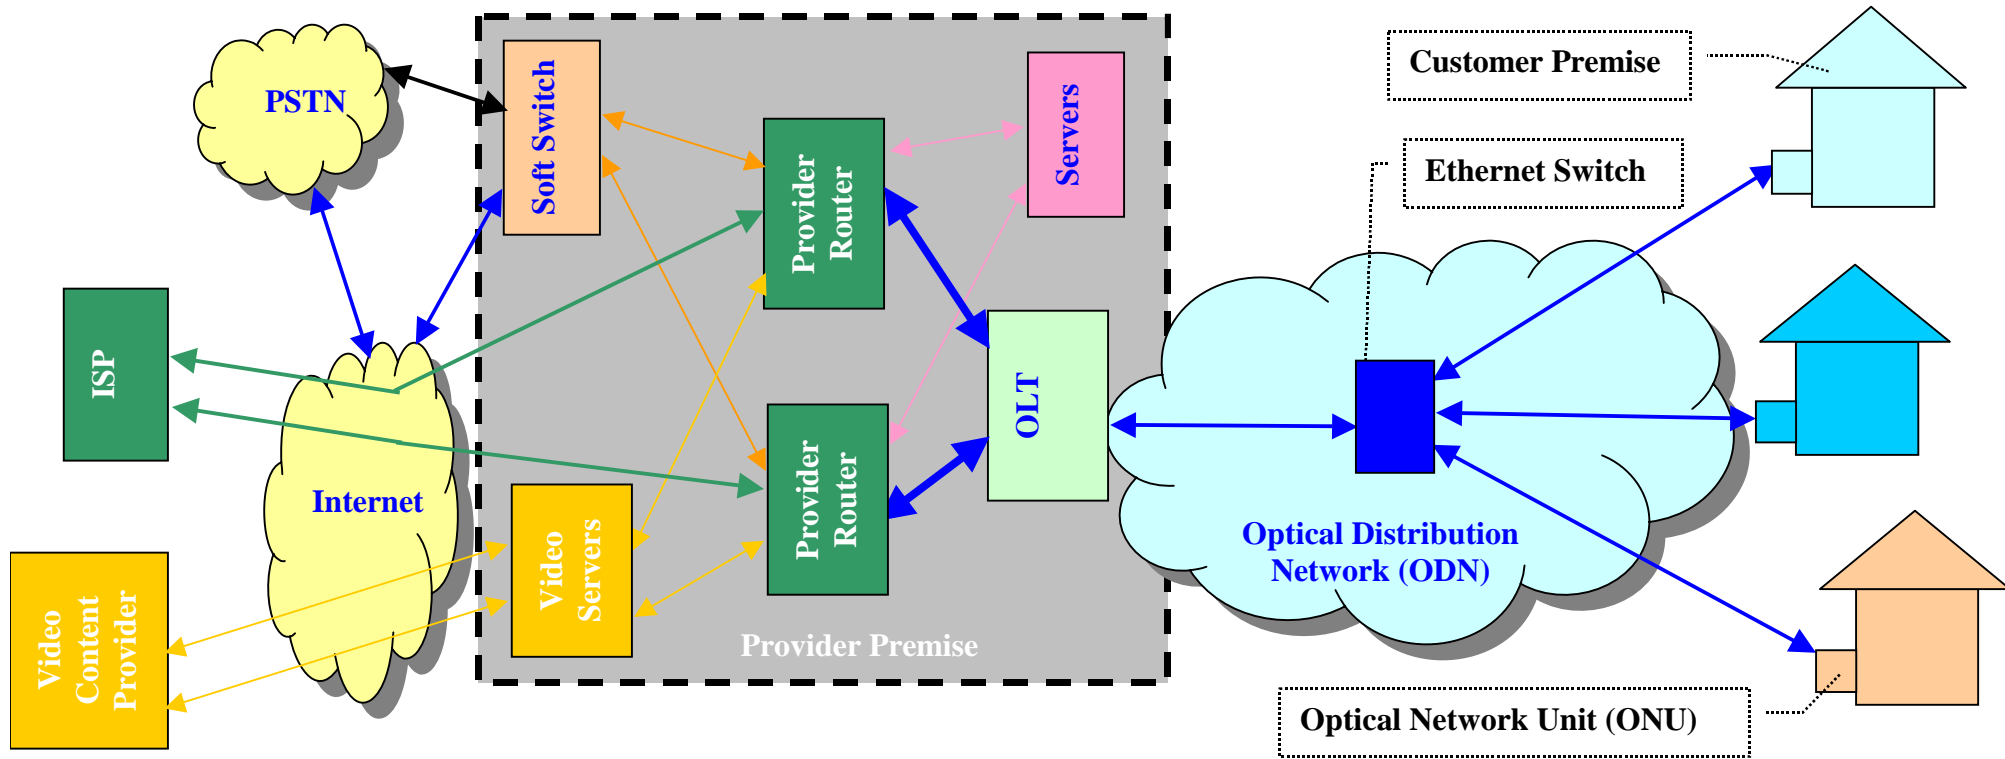 PSTN
Soft Switch
Provider
Router
Servers
Customer Premise
Ethernet Switch
ISP
Internet
Provider
Router
OLT
Video
Content
Provider
Video
Servers
Provider Premise
Optical Distribution
Network (ODN)
Optical Network Unit (ONU)